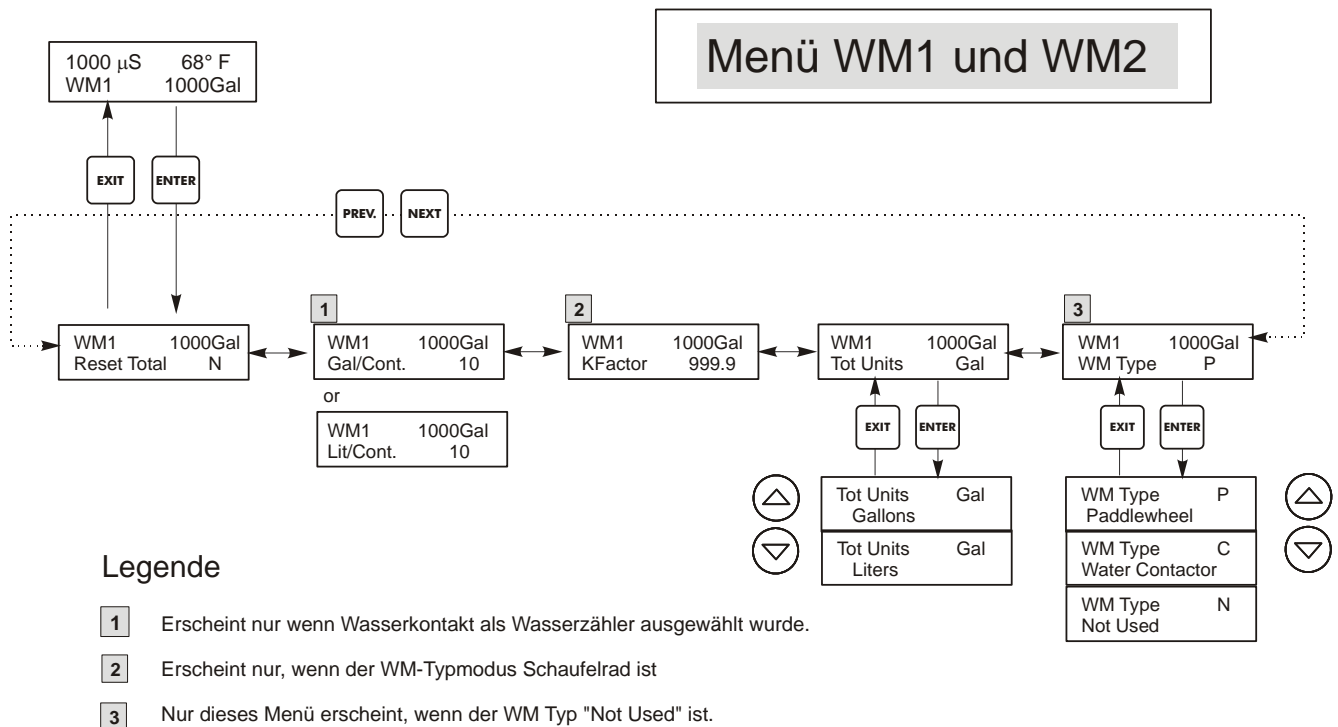 Menü WM1 und WM2
1000 µS 68° F
WM1 1000Gal
EXIT ENTER
PREV. NEXT
1 2 3
WM1 1000Gal
Reset Total N
WM1 1000Gal
Gal/Cont. 10
or
WM1 1000Gal
Lit/Cont. 10
WM1 1000Gal
KFactor 999.9
WM1 1000Gal
Tot Units Gal
WM1 1000Gal
WM Type P
EXIT ENTER
EXIT ENTER
Tot Units Gal
Gallons
Tot Units Gal
Liters
WM Type P
Paddlewheel
WM Type C
Water Contactor
WM Type N
Not Used
Legende
1 Erscheint nur wenn Wasserkontakt als Wasserzähler ausgewählt wurde.
2 Erscheint nur, wenn der WM-Typmodus Schaufelrad ist
3 Nur dieses Menü erscheint, wenn der WM Typ "Not Used" ist.